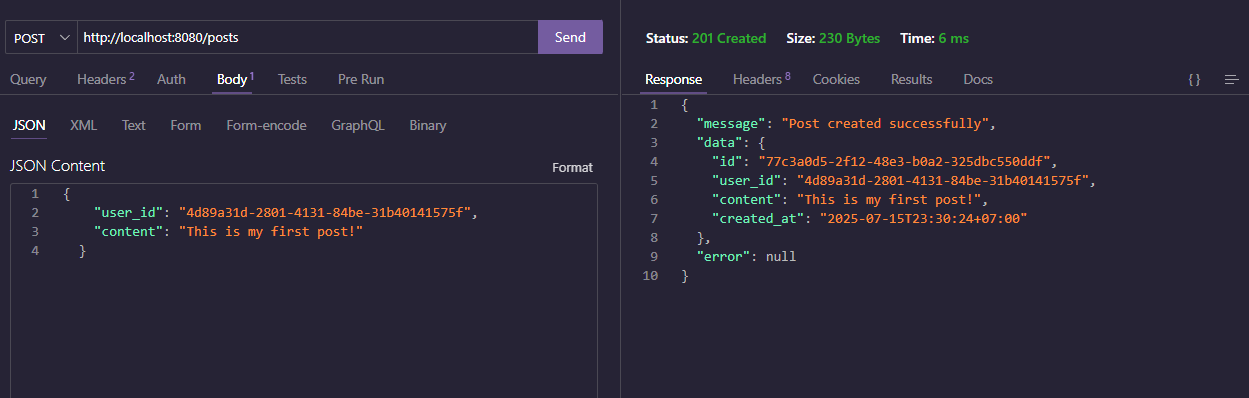 POST http://localhost:8080/posts Send
Query Headers 2 Auth Body 1 Tests Pre Run
JSON XML Text Form Form-encode GraphQL Binary
JSON Content Format
1 {
2 "user_id": "4d89a31d-2801-4131-84be-31b40141575f",
3 "content": "This is my first post!"
4 }
Status: 201 Created Size: 230 Bytes Time: 6 ms
Response Headers 8 Cookies Results Docs {}
1 {
2 "message": "Post created successfully",
3 "data": {
4 "id": "77c3a0d5-2f12-48e3-b0a2-325dbc550ddf",
5 "user_id": "4d89a31d-2801-4131-84be-31b40141575f",
6 "content": "This is my first post!",
7 "created_at": "2025-07-15T23:30:24+07:00"
8 },
9 "error": null
10 }